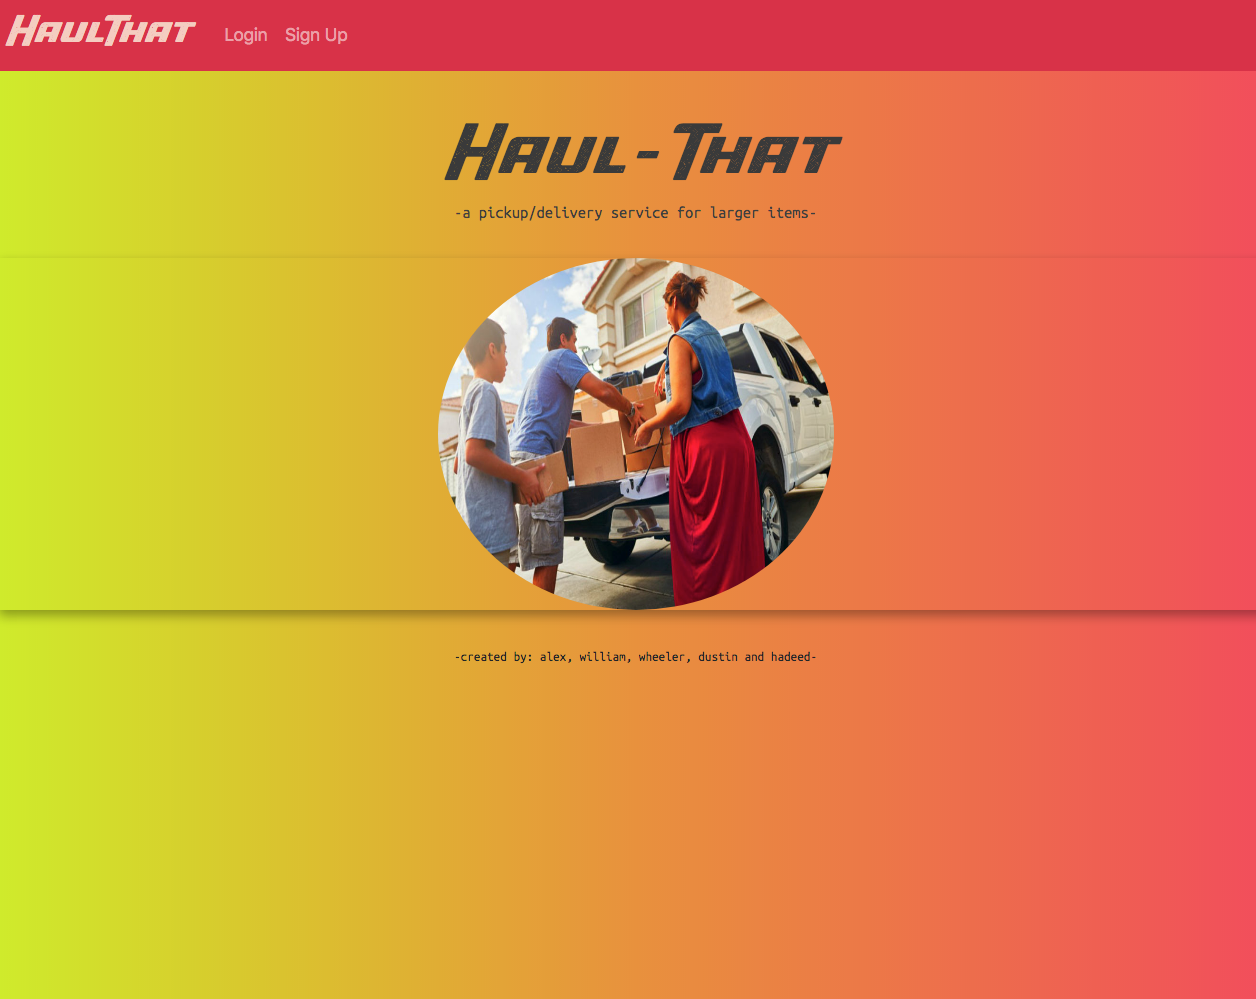 HaulThat Login Sign Up
Haul-That
-a pickup/delivery service for larger items-
-created by: alex, william, wheeler, dustin and hadeed-